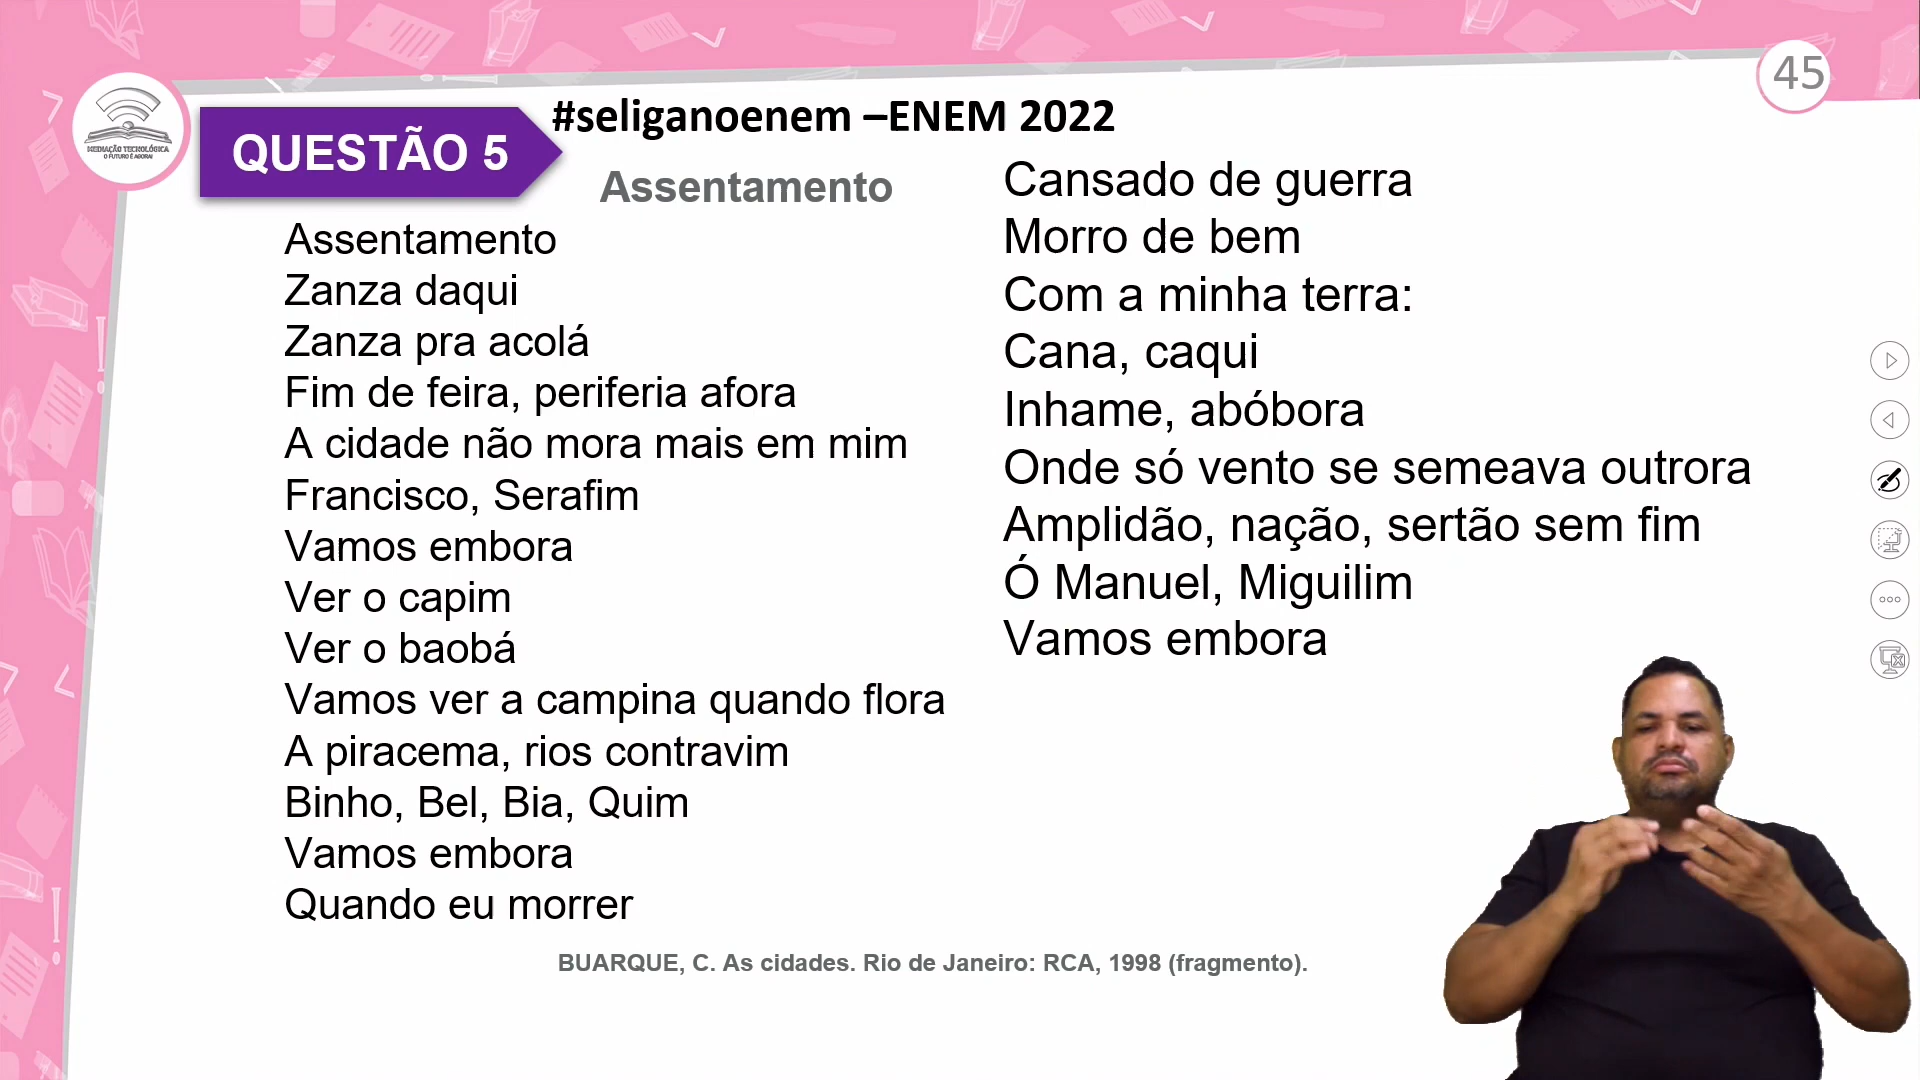 45
MEDIAÇÃO TECNOLÓGICA
O FUTURO É AGORA!
QUESTÃO 5
#seliganoenem –ENEM 2022
Assentamento
Assentamento
Zanza daqui
Zanza pra acolá
Fim de feira, periferia afora
A cidade não mora mais em mim
Francisco, Serafim
Vamos embora
Ver o capim
Ver o baobá
Vamos ver a campina quando flora
A piracema, rios contravim
Binho, Bel, Bia, Quim
Vamos embora
Quando eu morrer
Cansado de guerra
Morro de bem
Com a minha terra:
Cana, caqui
Inhame, abóbora
Onde só vento se semeava outrora
Amplidão, nação, sertão sem fim
Ó Manuel, Miguilim
Vamos embora
BUARQUE, C. As cidades. Rio de Janeiro: RCA, 1998 (fragmento).